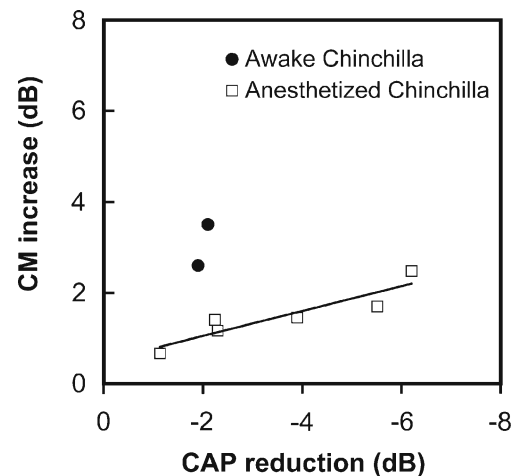 8
Awake Chinchilla
Anesthetized Chinchilla
6
CM increase (dB)
4
2
0
0 -2 -4 -6 -8
CAP reduction (dB)